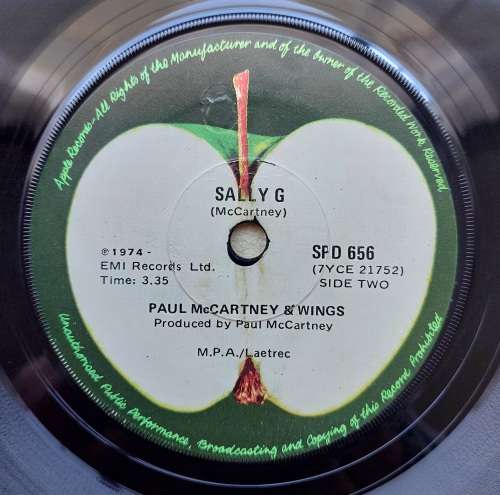 Apple Records-All Rights of the Manufacturer and of the Owner of the Recorded Work Reserved
SALLY G
(McCartney)
℗ 1974 -
EMI Records Ltd.
Time: 3.35
SPD 656
(7YCE 21752)
SIDE TWO
PAUL McCARTNEY & WINGS
Produced by Paul McCartney
M.P.A./Laetrec
Unauthorised Public Performance, Broadcasting and Copying of this Record Prohibited